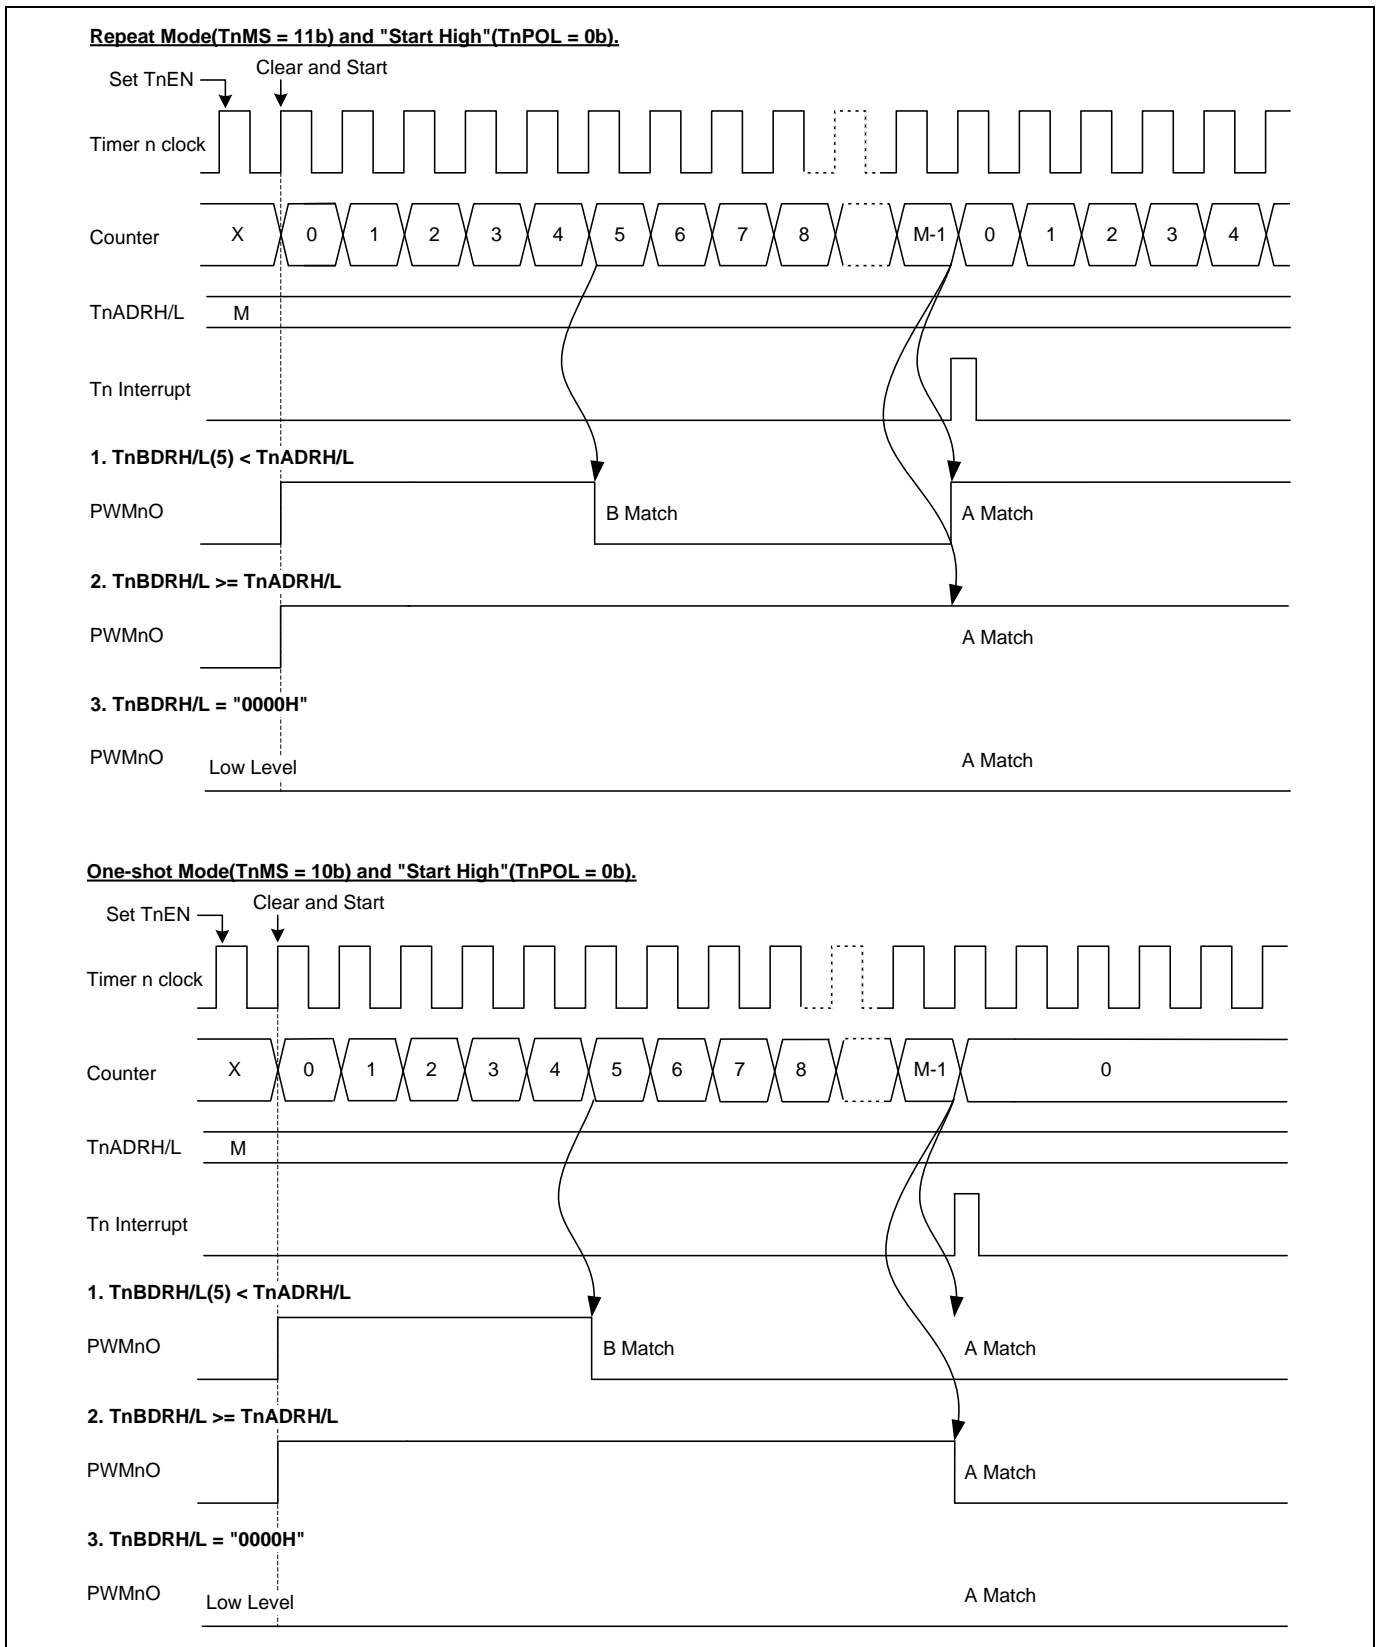 Repeat Mode(TnMS = 11b) and "Start High"(TnPOL = 0b).
Set TnEN Clear and Start
Timer n clock
Counter X 0 1 2 3 4 5 6 7 8 M-1 0 1 2 3 4
TnADRH/L M
Tn Interrupt
1. TnBDRH/L(5) < TnADRH/L
PWMnO B Match A Match
2. TnBDRH/L >= TnADRH/L
PWMnO A Match
3. TnBDRH/L = "0000H"
PWMnO Low Level A Match
One-shot Mode(TnMS = 10b) and "Start High"(TnPOL = 0b).
Set TnEN Clear and Start
Timer n clock
Counter X 0 1 2 3 4 5 6 7 8 M-1 0
TnADRH/L M
Tn Interrupt
1. TnBDRH/L(5) < TnADRH/L
PWMnO B Match A Match
2. TnBDRH/L >= TnADRH/L
PWMnO A Match
3. TnBDRH/L = "0000H"
PWMnO Low Level A Match